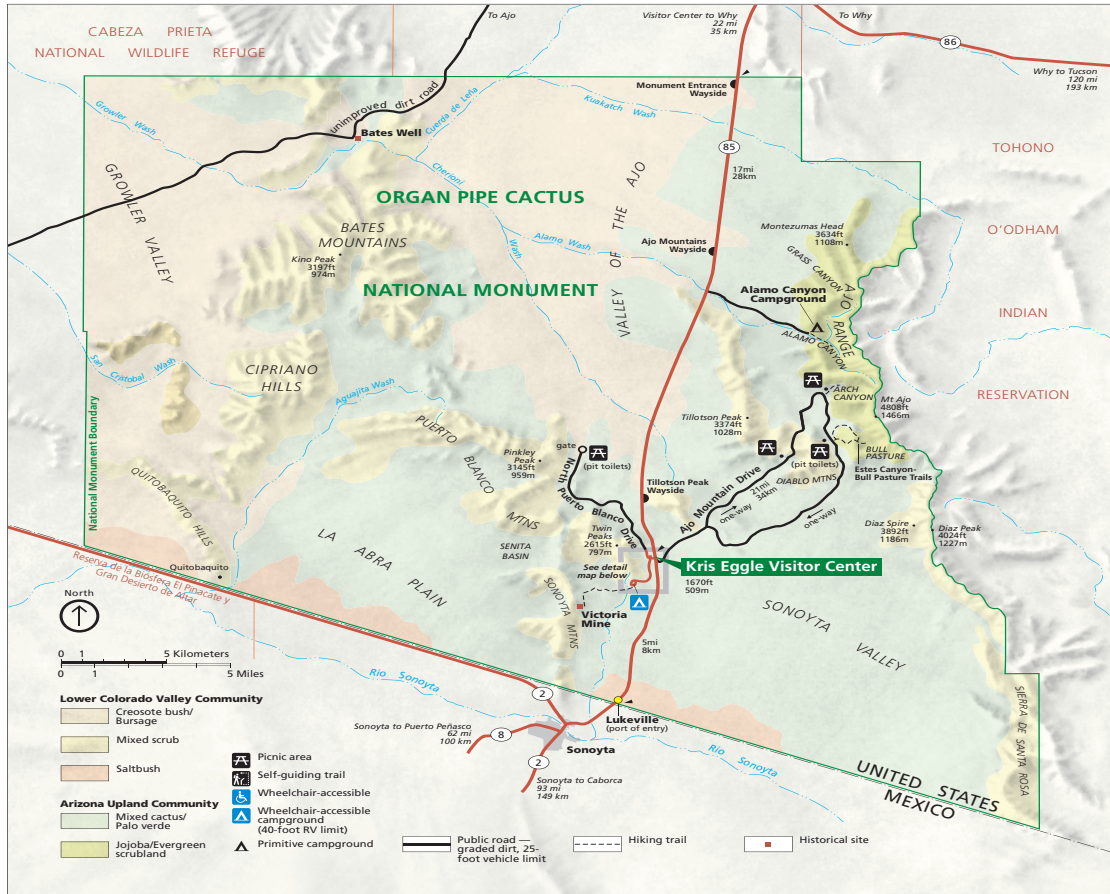 To Ajo
Visitor Center to Why
22 mi
35 km
To Why
86
Why to Tucson
120 mi
193 km
CABEZA PRIETA
NATIONAL WILDLIFE REFUGE
Growler Wash
unimproved dirt road
Cuerda de Leña
Bates Well
Kuakatch Wash
Monument Entrance
Wayside
85
17mi
28km
TOHONO
O'ODHAM
INDIAN
RESERVATION
GROWLER VALLEY
Cherioni
Wash
ORGAN PIPE CACTUS
NATIONAL MONUMENT
BATES
MOUNTAINS
Kino Peak
3197ft
974m
Alamo Wash
VALLEY OF THE AJO
Ajo Mountains
Wayside
Montezumas Head
3634ft
1108m
GRASS CANYON
AJO RANGE
Alamo Canyon
Campground
ALAMO CANYON
San Cristobal Wash
CIPRIANO
HILLS
Aguajita Wash
ARCH
CANYON
Mt Ajo
4808ft
1466m
Tillotson Peak
3374ft
1028m
PUERTO
BLANCO
MTNS
Pinkley
Peak
3145ft
959m
gate
(pit toilets)
North Puerto Blanco Drive
(pit toilets)
BULL
PASTURE
Estes Canyon-
Bull Pasture Trails
DIABLO MTNS
Ajo Mountain Drive
21mi
34km
one-way
one-way
Tillotson Peak
Wayside
National Monument Boundary
QUITOBAQUITO HILLS
Quitobaquito
LA ABRA PLAIN
SENITA
BASIN
Twin
Peaks
2615ft
797m
See detail
map below
Kris Eggle Visitor Center
1670ft
509m
Diaz Spire
3892ft
1186m
Diaz Peak
4024ft
1227m
Reserva de la Biósfera El Pinacate y
Gran Desierto de Altar
SONOYTA MTNS
Victoria
Mine
5mi
8km
SONOYTA VALLEY
SIERRA DE SANTA ROSA
North
0 1 5 Kilometers
0 1 5 Miles
Rio Sonoyta
2
Lukeville
(port of entry)
Sonoyta to Puerto Peñasco
62 mi
100 km
8
Sonoyta
2
Sonoyta to Caborca
93 mi
149 km
Rio Sonoyta
UNITED STATES
MEXICO
Lower Colorado Valley Community
Creosote bush/
Bursage
Mixed scrub
Saltbush
Arizona Upland Community
Mixed cactus/
Palo verde
Jojoba/Evergreen
scrubland
Picnic area
Self-guiding trail
Wheelchair-accessible
Wheelchair-accessible
campground
(40-foot RV limit)
Primitive campground
Public road —
graded dirt, 25-
foot vehicle limit
Hiking trail
Historical site